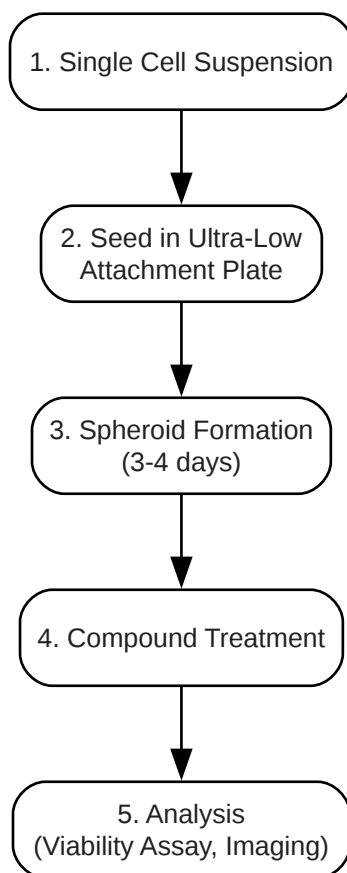 1. Single Cell Suspension
2. Seed in Ultra-Low
Attachment Plate
3. Spheroid Formation
(3-4 days)
4. Compound Treatment
5. Analysis
(Viability Assay, Imaging)